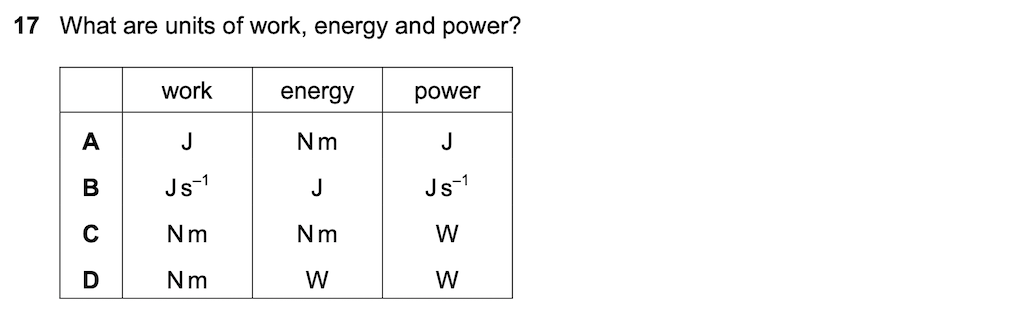 17 What are units of work, energy and power?
work energy power
A J N m J
B J s⁻¹ J J s⁻¹
C N m N m W
D N m W W